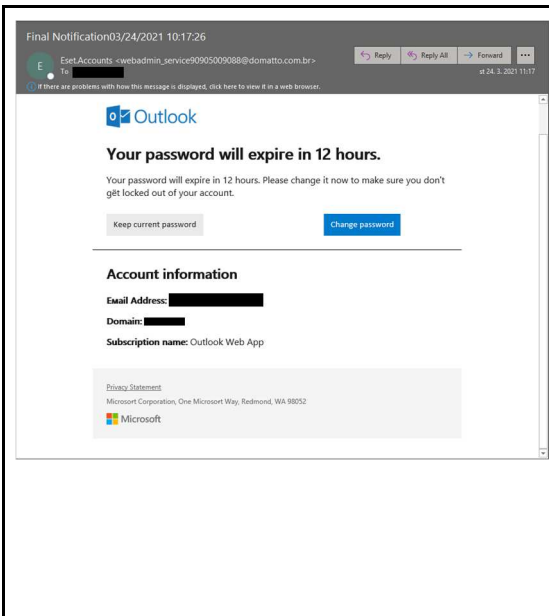 Final Notification03/24/2021 10:17:26
E
Eset.Accounts <webadmin_service90905009088@domatto.com.br>
To
Reply
Reply All
Forward
st 24. 3. 2021 11:17
If there are problems with how this message is displayed, click here to view it in a web browser.
Outlook
Your password will expire in 12 hours.
Your password will expire in 12 hours. Please change it now to make sure you don't
gët locked out of your account.
Keep current password
Change password
Account information
Eмail Address:
Domain:
Subscription name: Outlook Web App
Privacy Statement
Microsort Corporation, One Microsort Way, Redmond, WA 98052
Microsoft